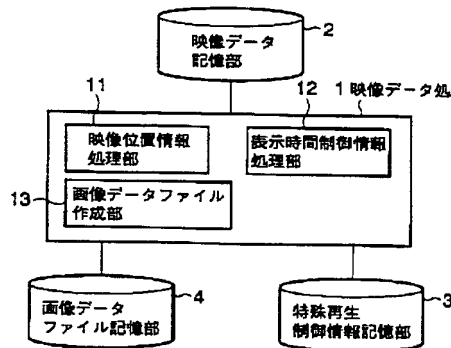 2
映像データ
記憶部
11
12
1 映像データ処
映像位置情報
処理部
表示時間制御情報
処理部
13
画像データファイル
作成部
画像データ
ファイル記憶部
4
特殊再生
制御情報記憶部
3